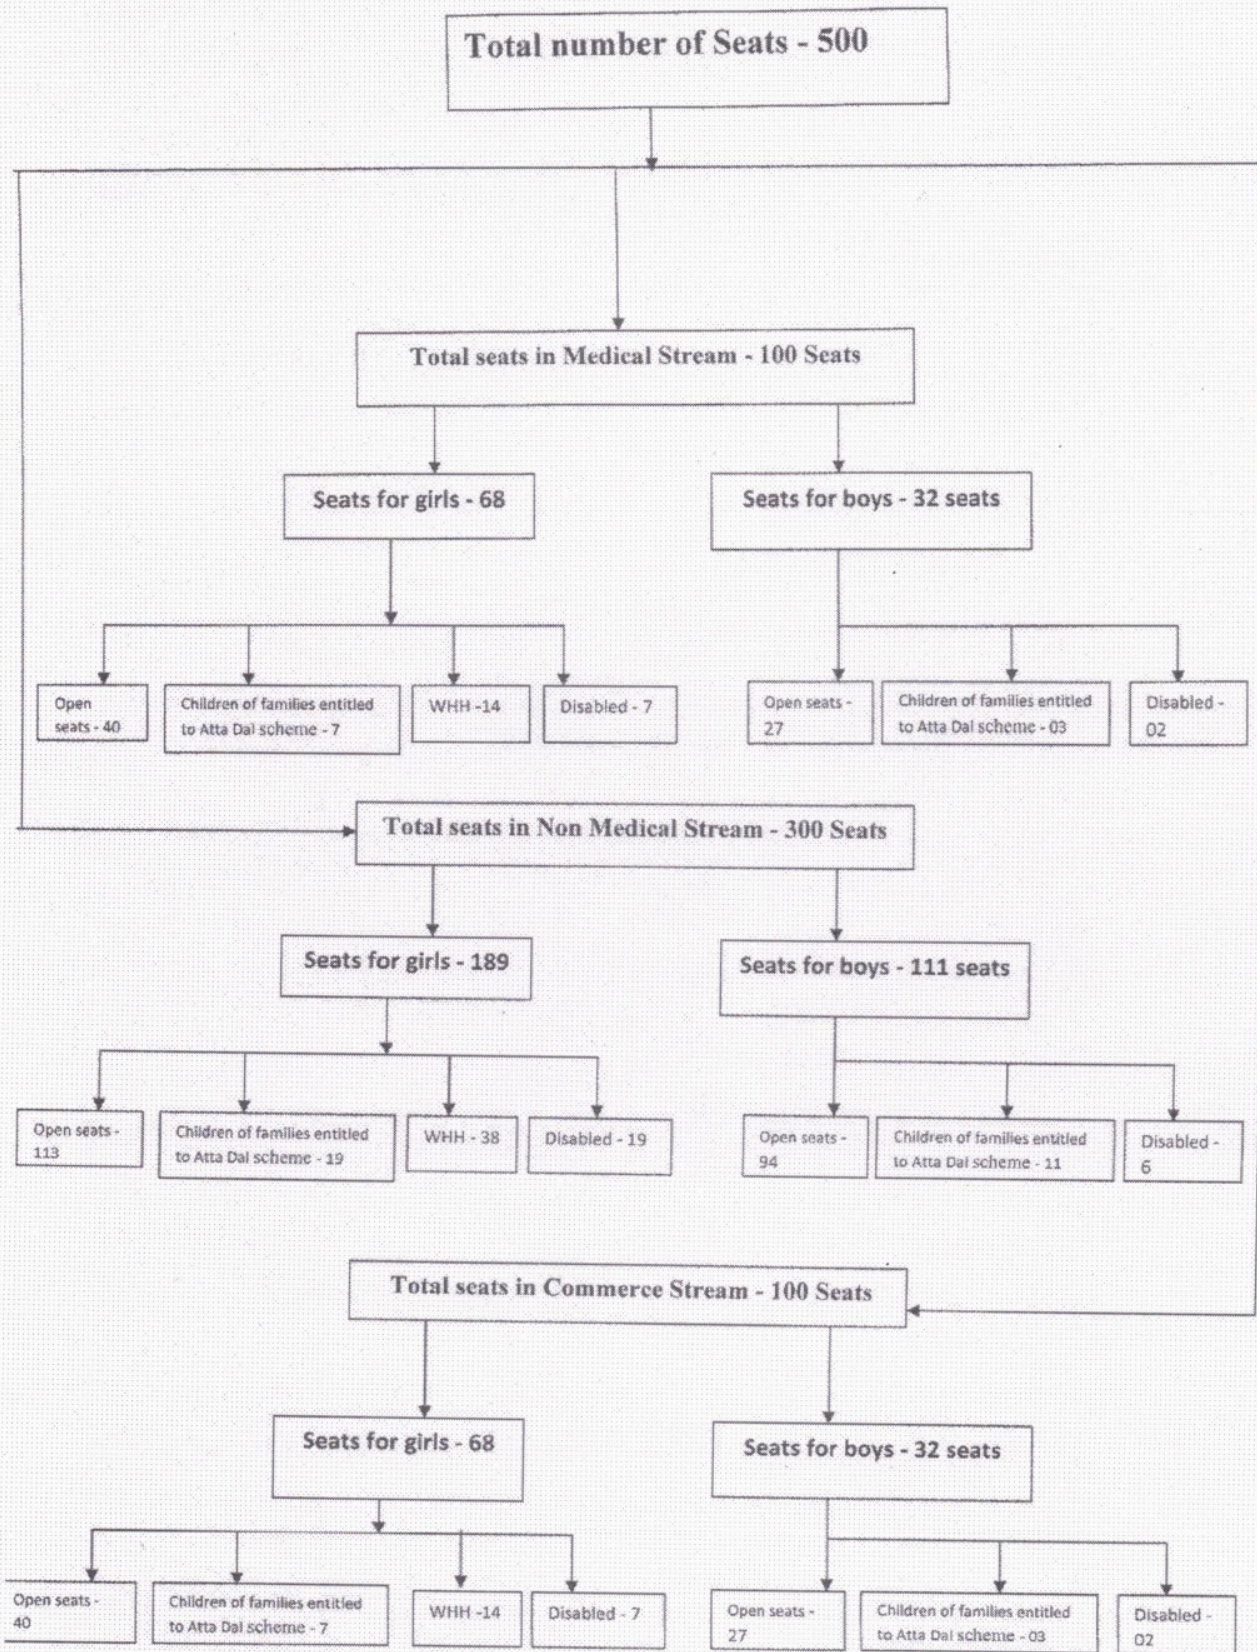 Total number of Seats - 500
Total seats in Medical Stream - 100 Seats
Seats for girls - 68
Seats for boys - 32 seats
Open
seats - 40
Children of families entitled
to Atta Dal scheme - 7
WHH -14
Disabled - 7
Open seats -
27
Children of families entitled
to Atta Dal scheme - 03
Disabled -
02
Total seats in Non Medical Stream - 300 Seats
Seats for girls - 189
Seats for boys - 111 seats
Open seats -
113
Children of families entitled
to Atta Dal scheme - 19
WHH - 38
Disabled - 19
Open seats -
94
Children of families entitled
to Atta Dal scheme - 11
Disabled -
6
Total seats in Commerce Stream - 100 Seats
Seats for girls - 68
Seats for boys - 32 seats
Open seats -
40
Children of families entitled
to Atta Dal scheme - 7
WHH -14
Disabled - 7
Open seats -
27
Children of families entitled
to Atta Dal scheme - 03
Disabled -
02